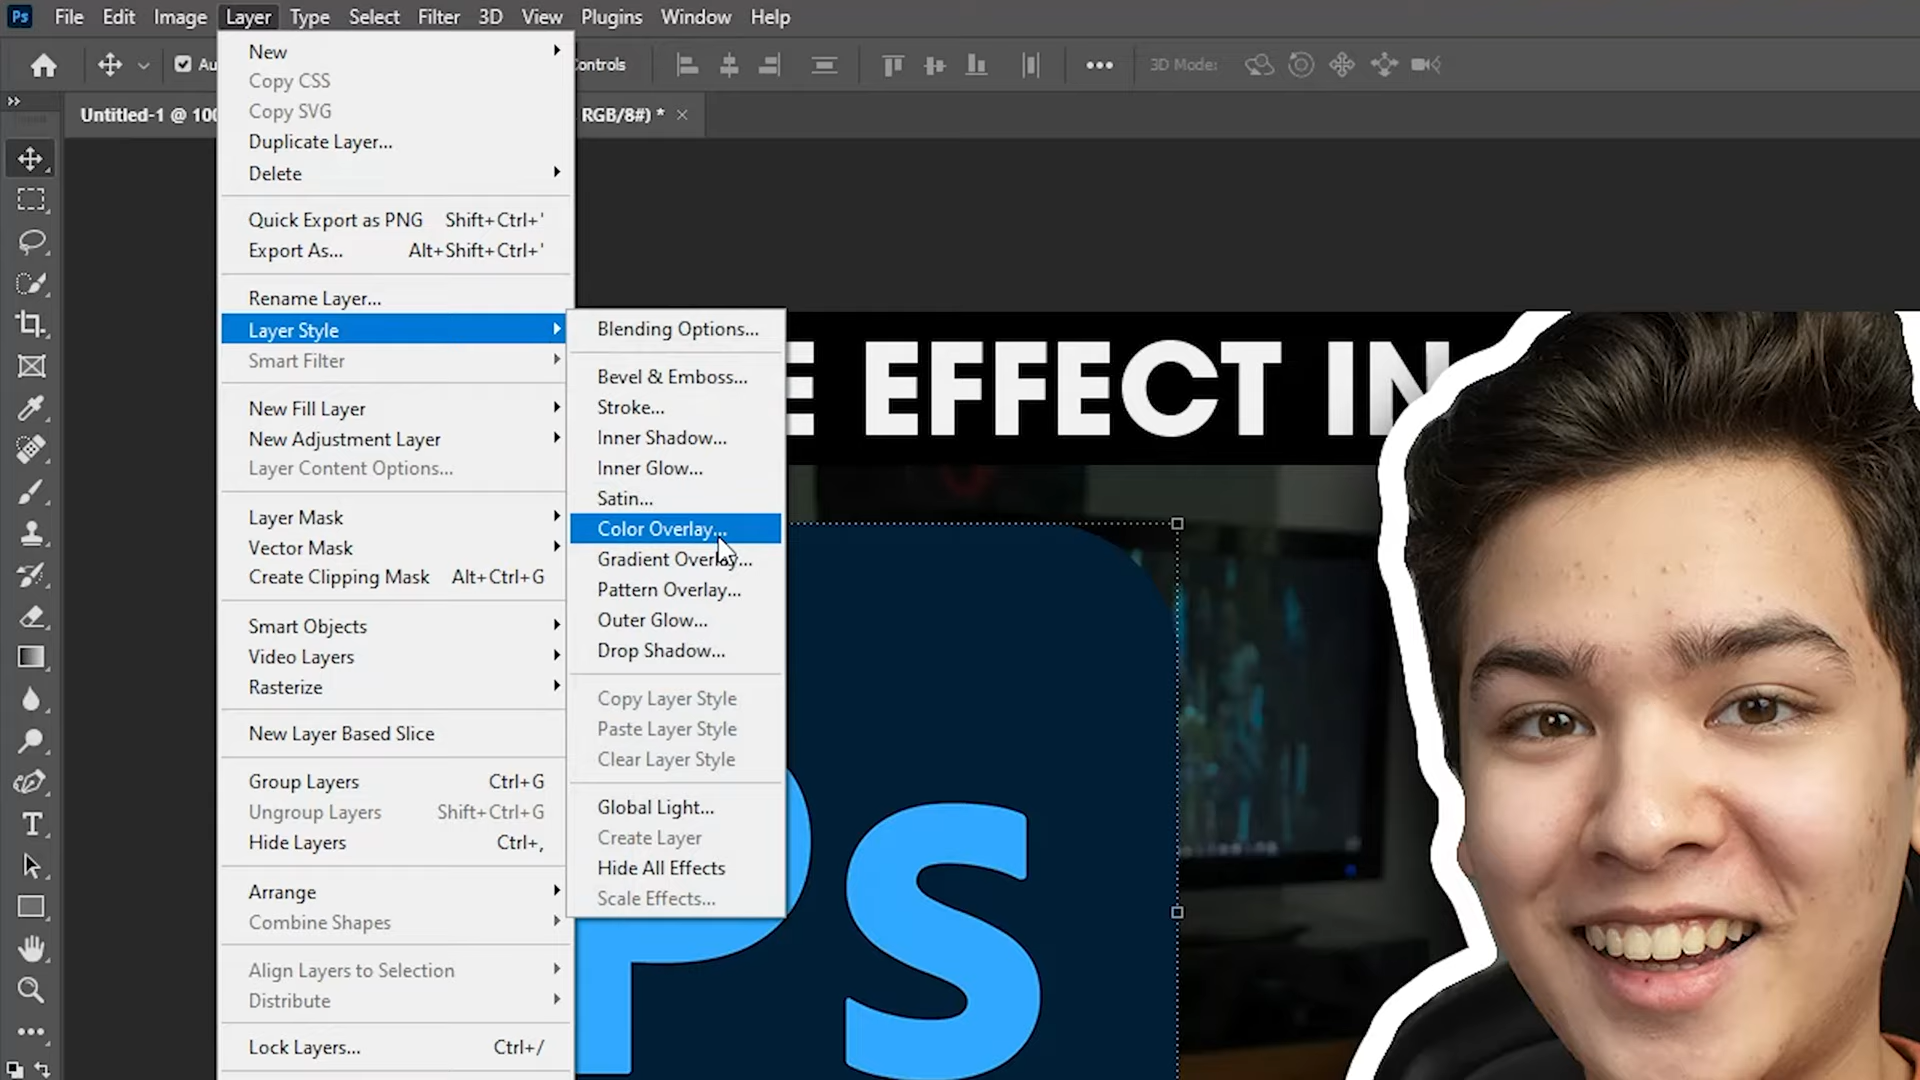 Ps File Edit Image Layer Type Select Filter 3D View Plugins Window Help
Au
Controls
3D Mode:
Untitled-1 @ 100
RGB/8#) *
New
Copy CSS
Copy SVG
Duplicate Layer...
Delete
Quick Export as PNG Shift+Ctrl+'
Export As... Alt+Shift+Ctrl+'
Rename Layer...
Layer Style
Smart Filter
New Fill Layer
New Adjustment Layer
Layer Content Options...
Layer Mask
Vector Mask
Create Clipping Mask Alt+Ctrl+G
Smart Objects
Video Layers
Rasterize
New Layer Based Slice
Group Layers Ctrl+G
Ungroup Layers Shift+Ctrl+G
Hide Layers Ctrl+,
Arrange
Combine Shapes
Align Layers to Selection
Distribute
Lock Layers... Ctrl+/
Blending Options...
Bevel & Emboss...
Stroke...
Inner Shadow...
Inner Glow...
Satin...
Color Overlay...
Gradient Overlay...
Pattern Overlay...
Outer Glow...
Drop Shadow...
Copy Layer Style
Paste Layer Style
Clear Layer Style
Global Light...
Create Layer
Hide All Effects
Scale Effects...
E EFFECT IN
Ps